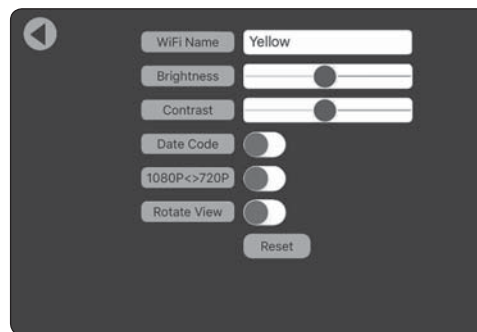 WiFi Name Yellow
Brightness
Contrast
Date Code
1080P<>720P
Rotate View
Reset